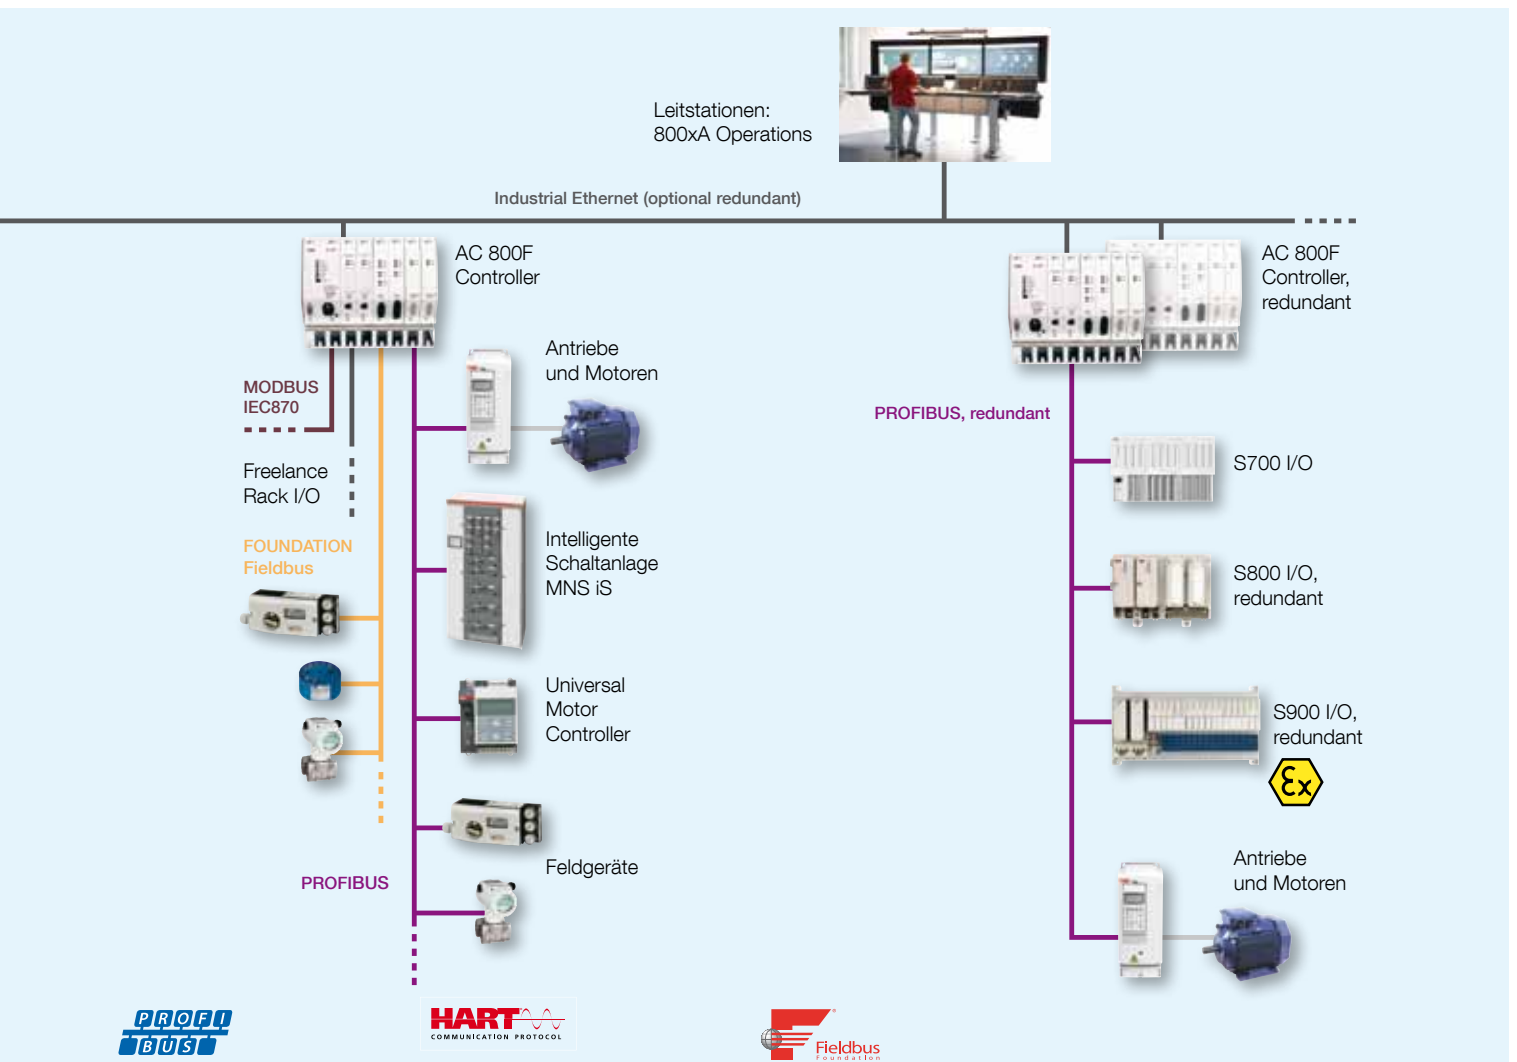 Leitstationen:
800xA Operations
Industrial Ethernet (optional redundant)
AC 800F
Controller
AC 800F
Controller,
redundant
Antriebe
und Motoren
MODBUS
IEC870
PROFIBUS, redundant
Freelance
Rack I/O
S700 I/O
FOUNDATION
Fieldbus
Intelligente
Schaltanlage
MNS iS
S800 I/O,
redundant
Universal
Motor
Controller
S900 I/O,
redundant
Ex
Antriebe
und Motoren
Feldgeräte
PROFIBUS
PROFI
BUS
HART
COMMUNICATION PROTOCOL
Fieldbus
Foundation